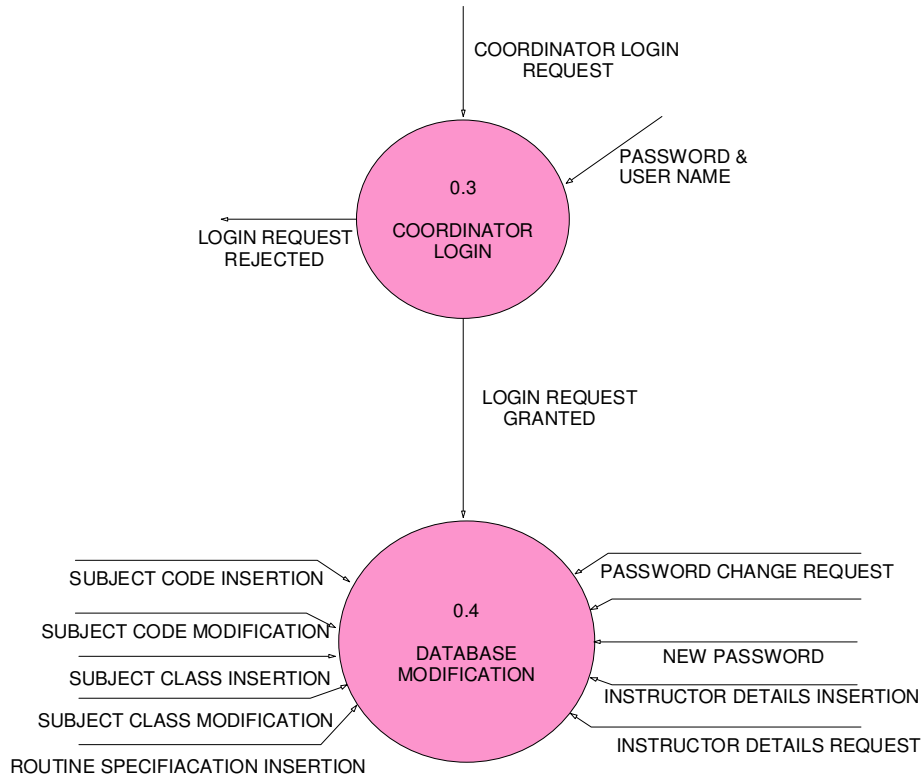 COORDINATOR LOGIN
REQUEST
PASSWORD &
USER NAME
0.3
COORDINATOR
LOGIN
LOGIN REQUEST
REJECTED
LOGIN REQUEST
GRANTED
0.4
DATABASE
MODIFICATION
SUBJECT CODE INSERTION
SUBJECT CODE MODIFICATION
SUBJECT CLASS INSERTION
SUBJECT CLASS MODIFICATION
ROUTINE SPECIFIACATION INSERTION
PASSWORD CHANGE REQUEST
NEW PASSWORD
INSTRUCTOR DETAILS INSERTION
INSTRUCTOR DETAILS REQUEST